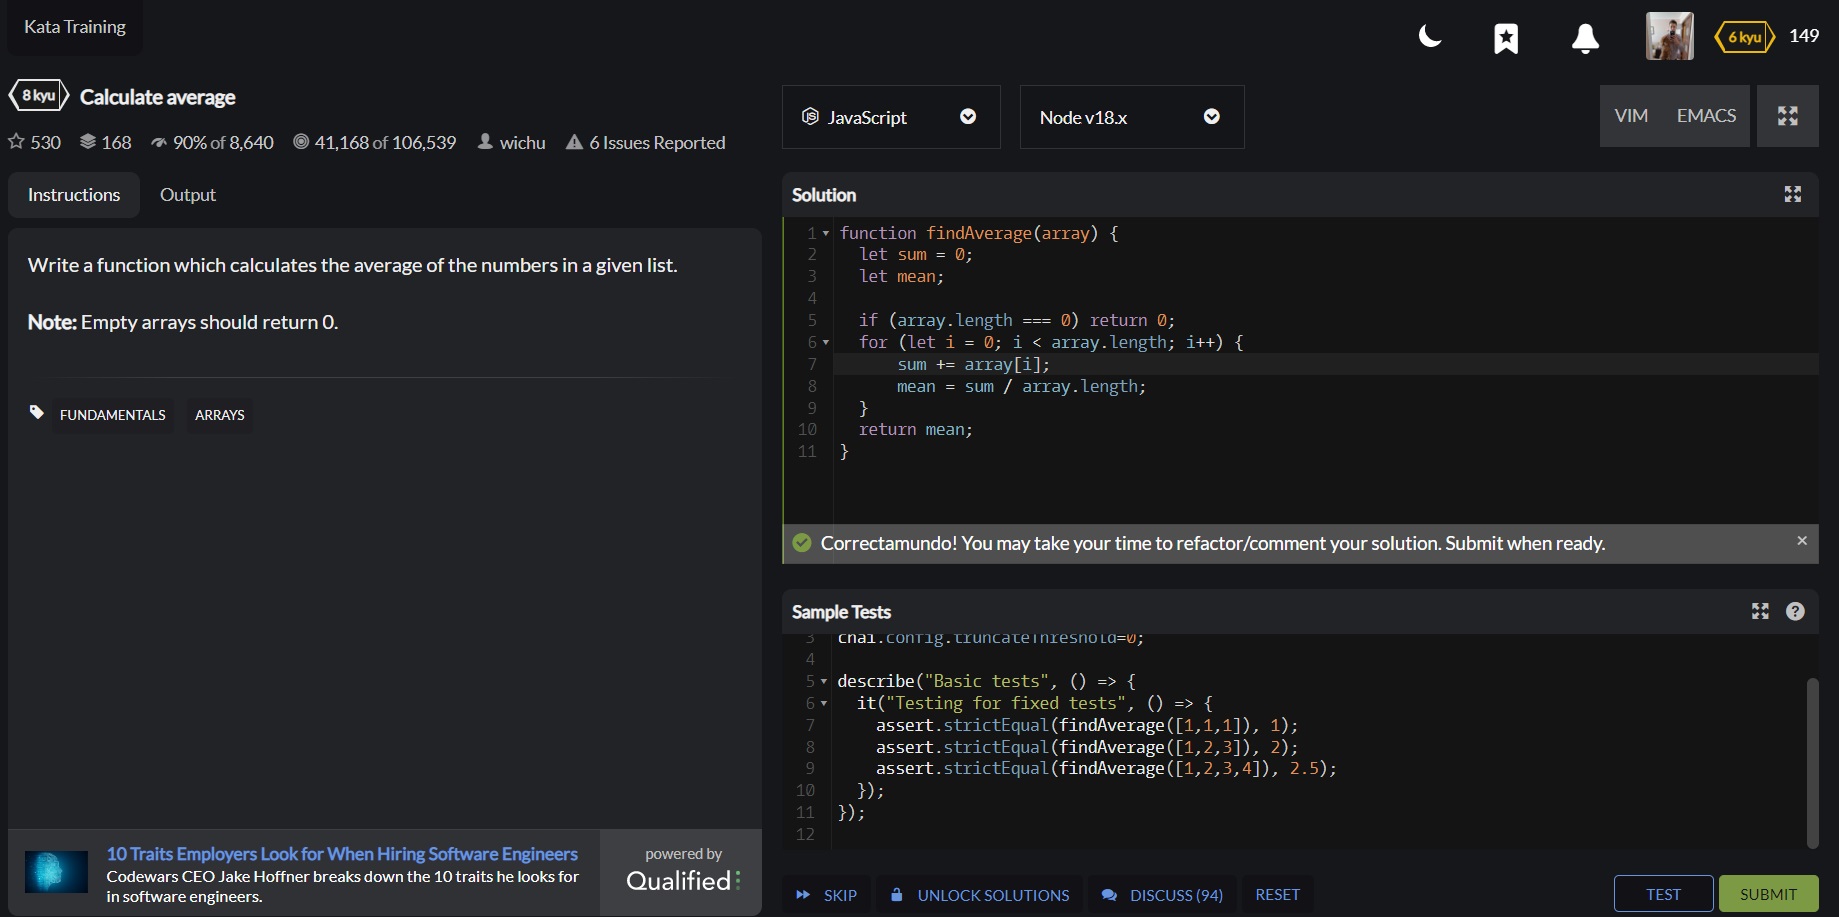 Kata Training
6 kyu 149
8 kyu Calculate average
530 168 90% of 8,640 41,168 of 106,539 wichu 6 Issues Reported
JavaScript
Node v18.x
VIM EMACS
Instructions Output
Write a function which calculates the average of the numbers in a given list.
Note: Empty arrays should return 0.
FUNDAMENTALS ARRAYS
10 Traits Employers Look for When Hiring Software Engineers
Codewars CEO Jake Hoffner breaks down the 10 traits he looks for
in software engineers.
powered by
Qualified
Solution
1 function findAverage(array) {
2 let sum = 0;
3 let mean;
4
5 if (array.length === 0) return 0;
6 for (let i = 0; i < array.length; i++) {
7 sum += array[i];
8 mean = sum / array.length;
9 }
10 return mean;
11 }
Correctamundo! You may take your time to refactor/comment your solution. Submit when ready.
Sample Tests
3 chai.config.truncateThreshold=0;
4
5 describe("Basic tests", () => {
6 it("Testing for fixed tests", () => {
7 assert.strictEqual(findAverage([1,1,1]), 1);
8 assert.strictEqual(findAverage([1,2,3]), 2);
9 assert.strictEqual(findAverage([1,2,3,4]), 2.5);
10 });
11 });
12
SKIP UNLOCK SOLUTIONS DISCUSS (94) RESET TEST SUBMIT